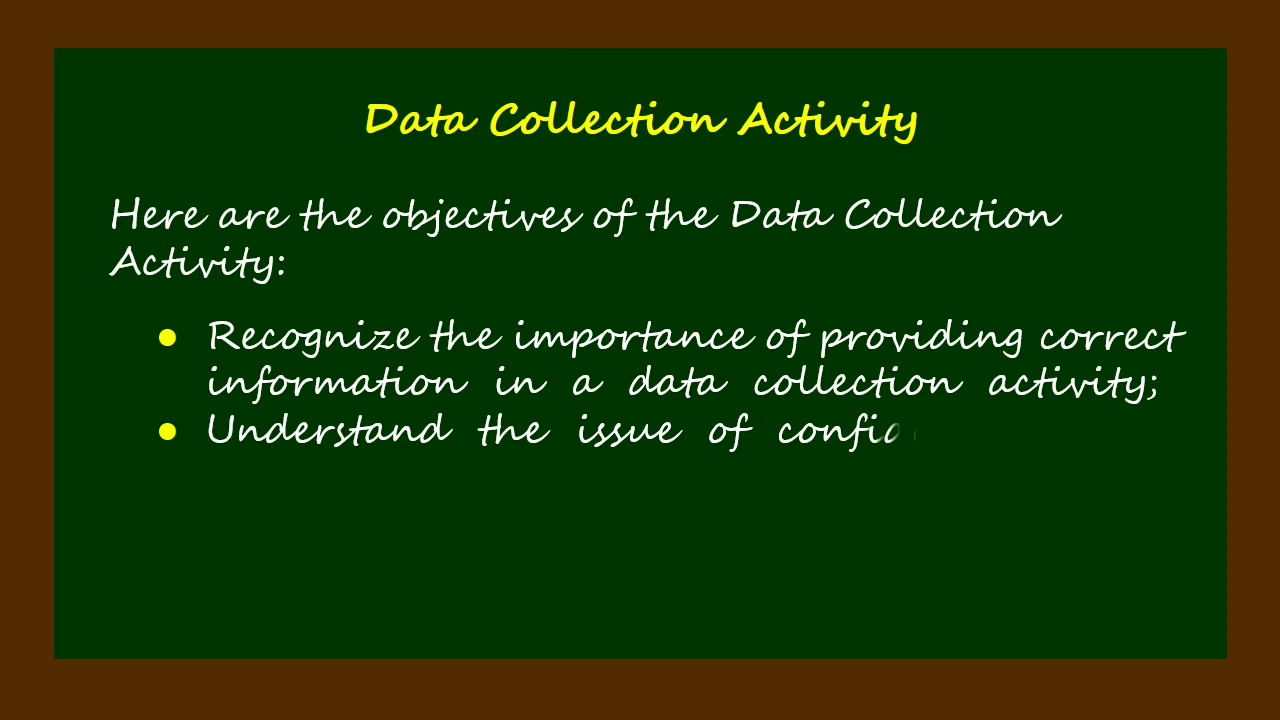 Data Collection Activity
Here are the objectives of the Data Collection
Activity:
● Recognize the importance of providing correct
information in a data collection activity;
● Understand the issue of